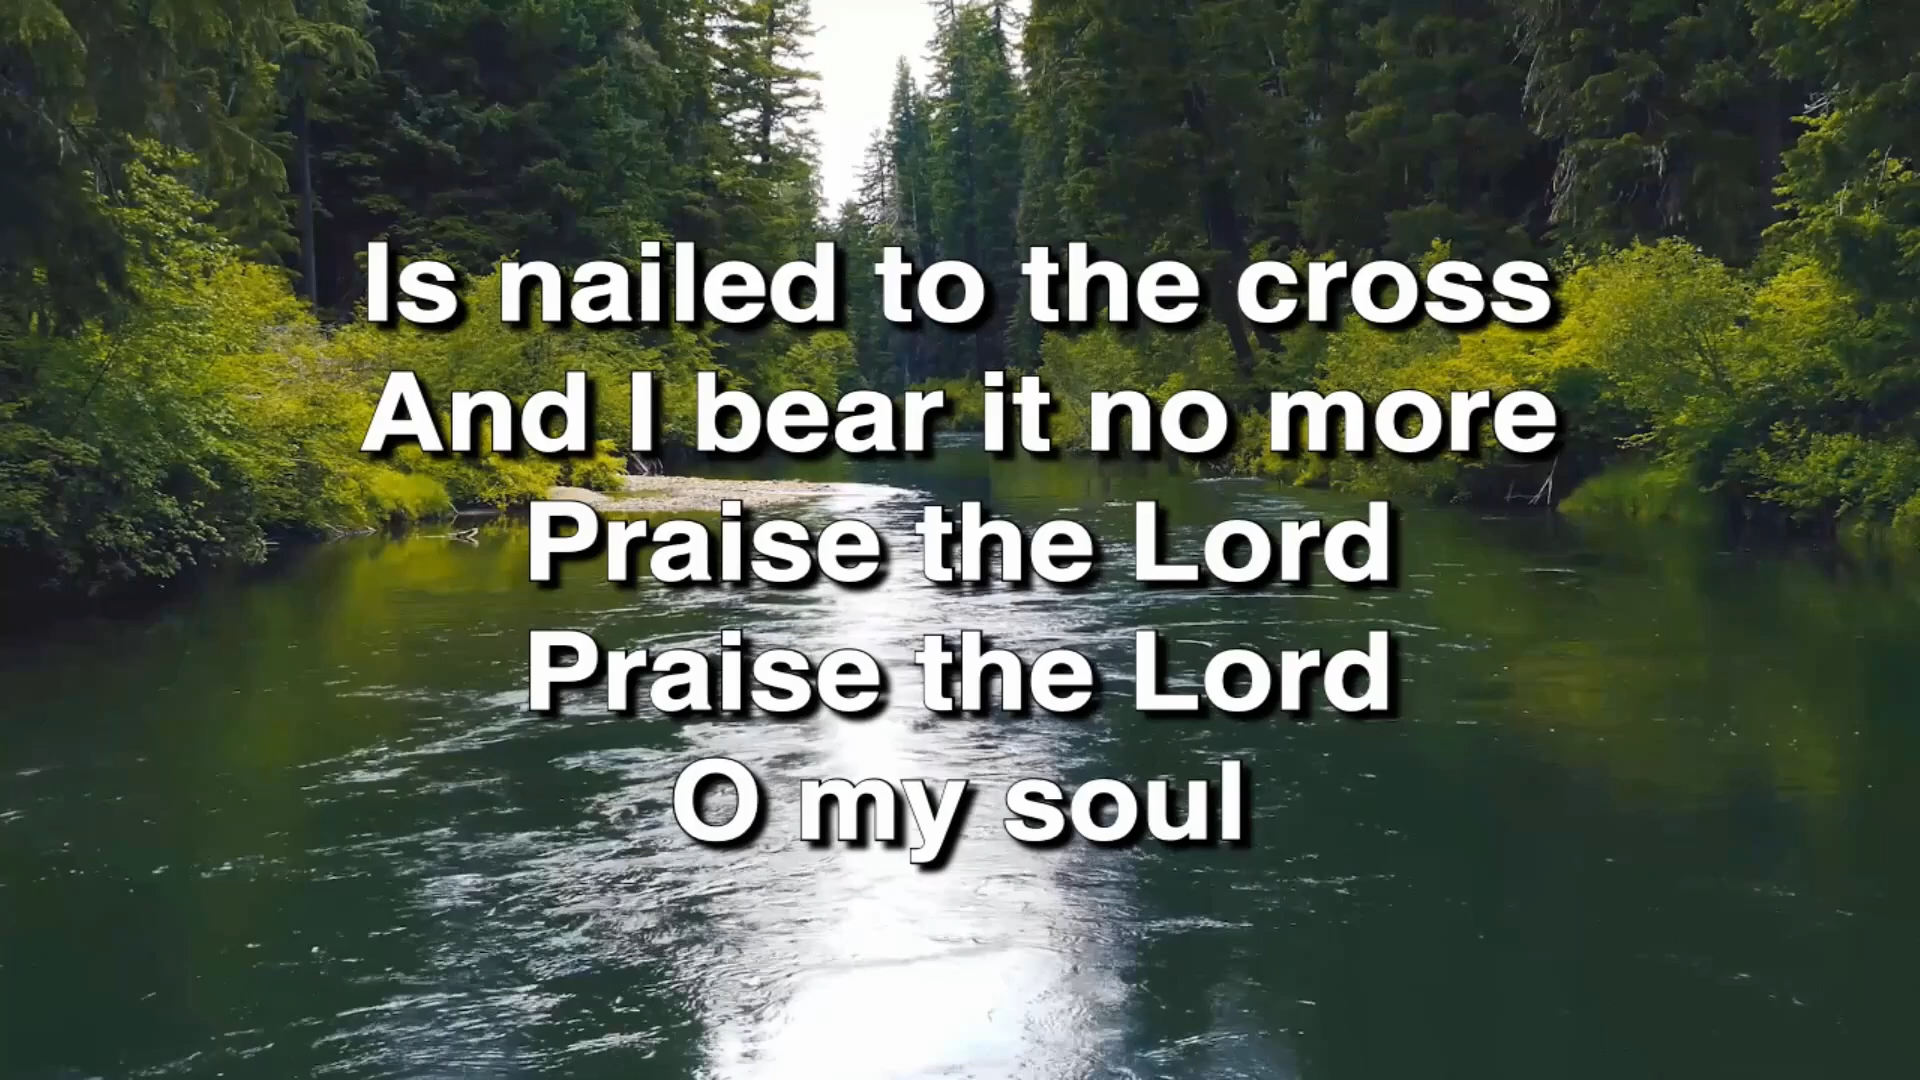 Is nailed to the cross
And I bear it no more
Praise the Lord
Praise the Lord
O my soul